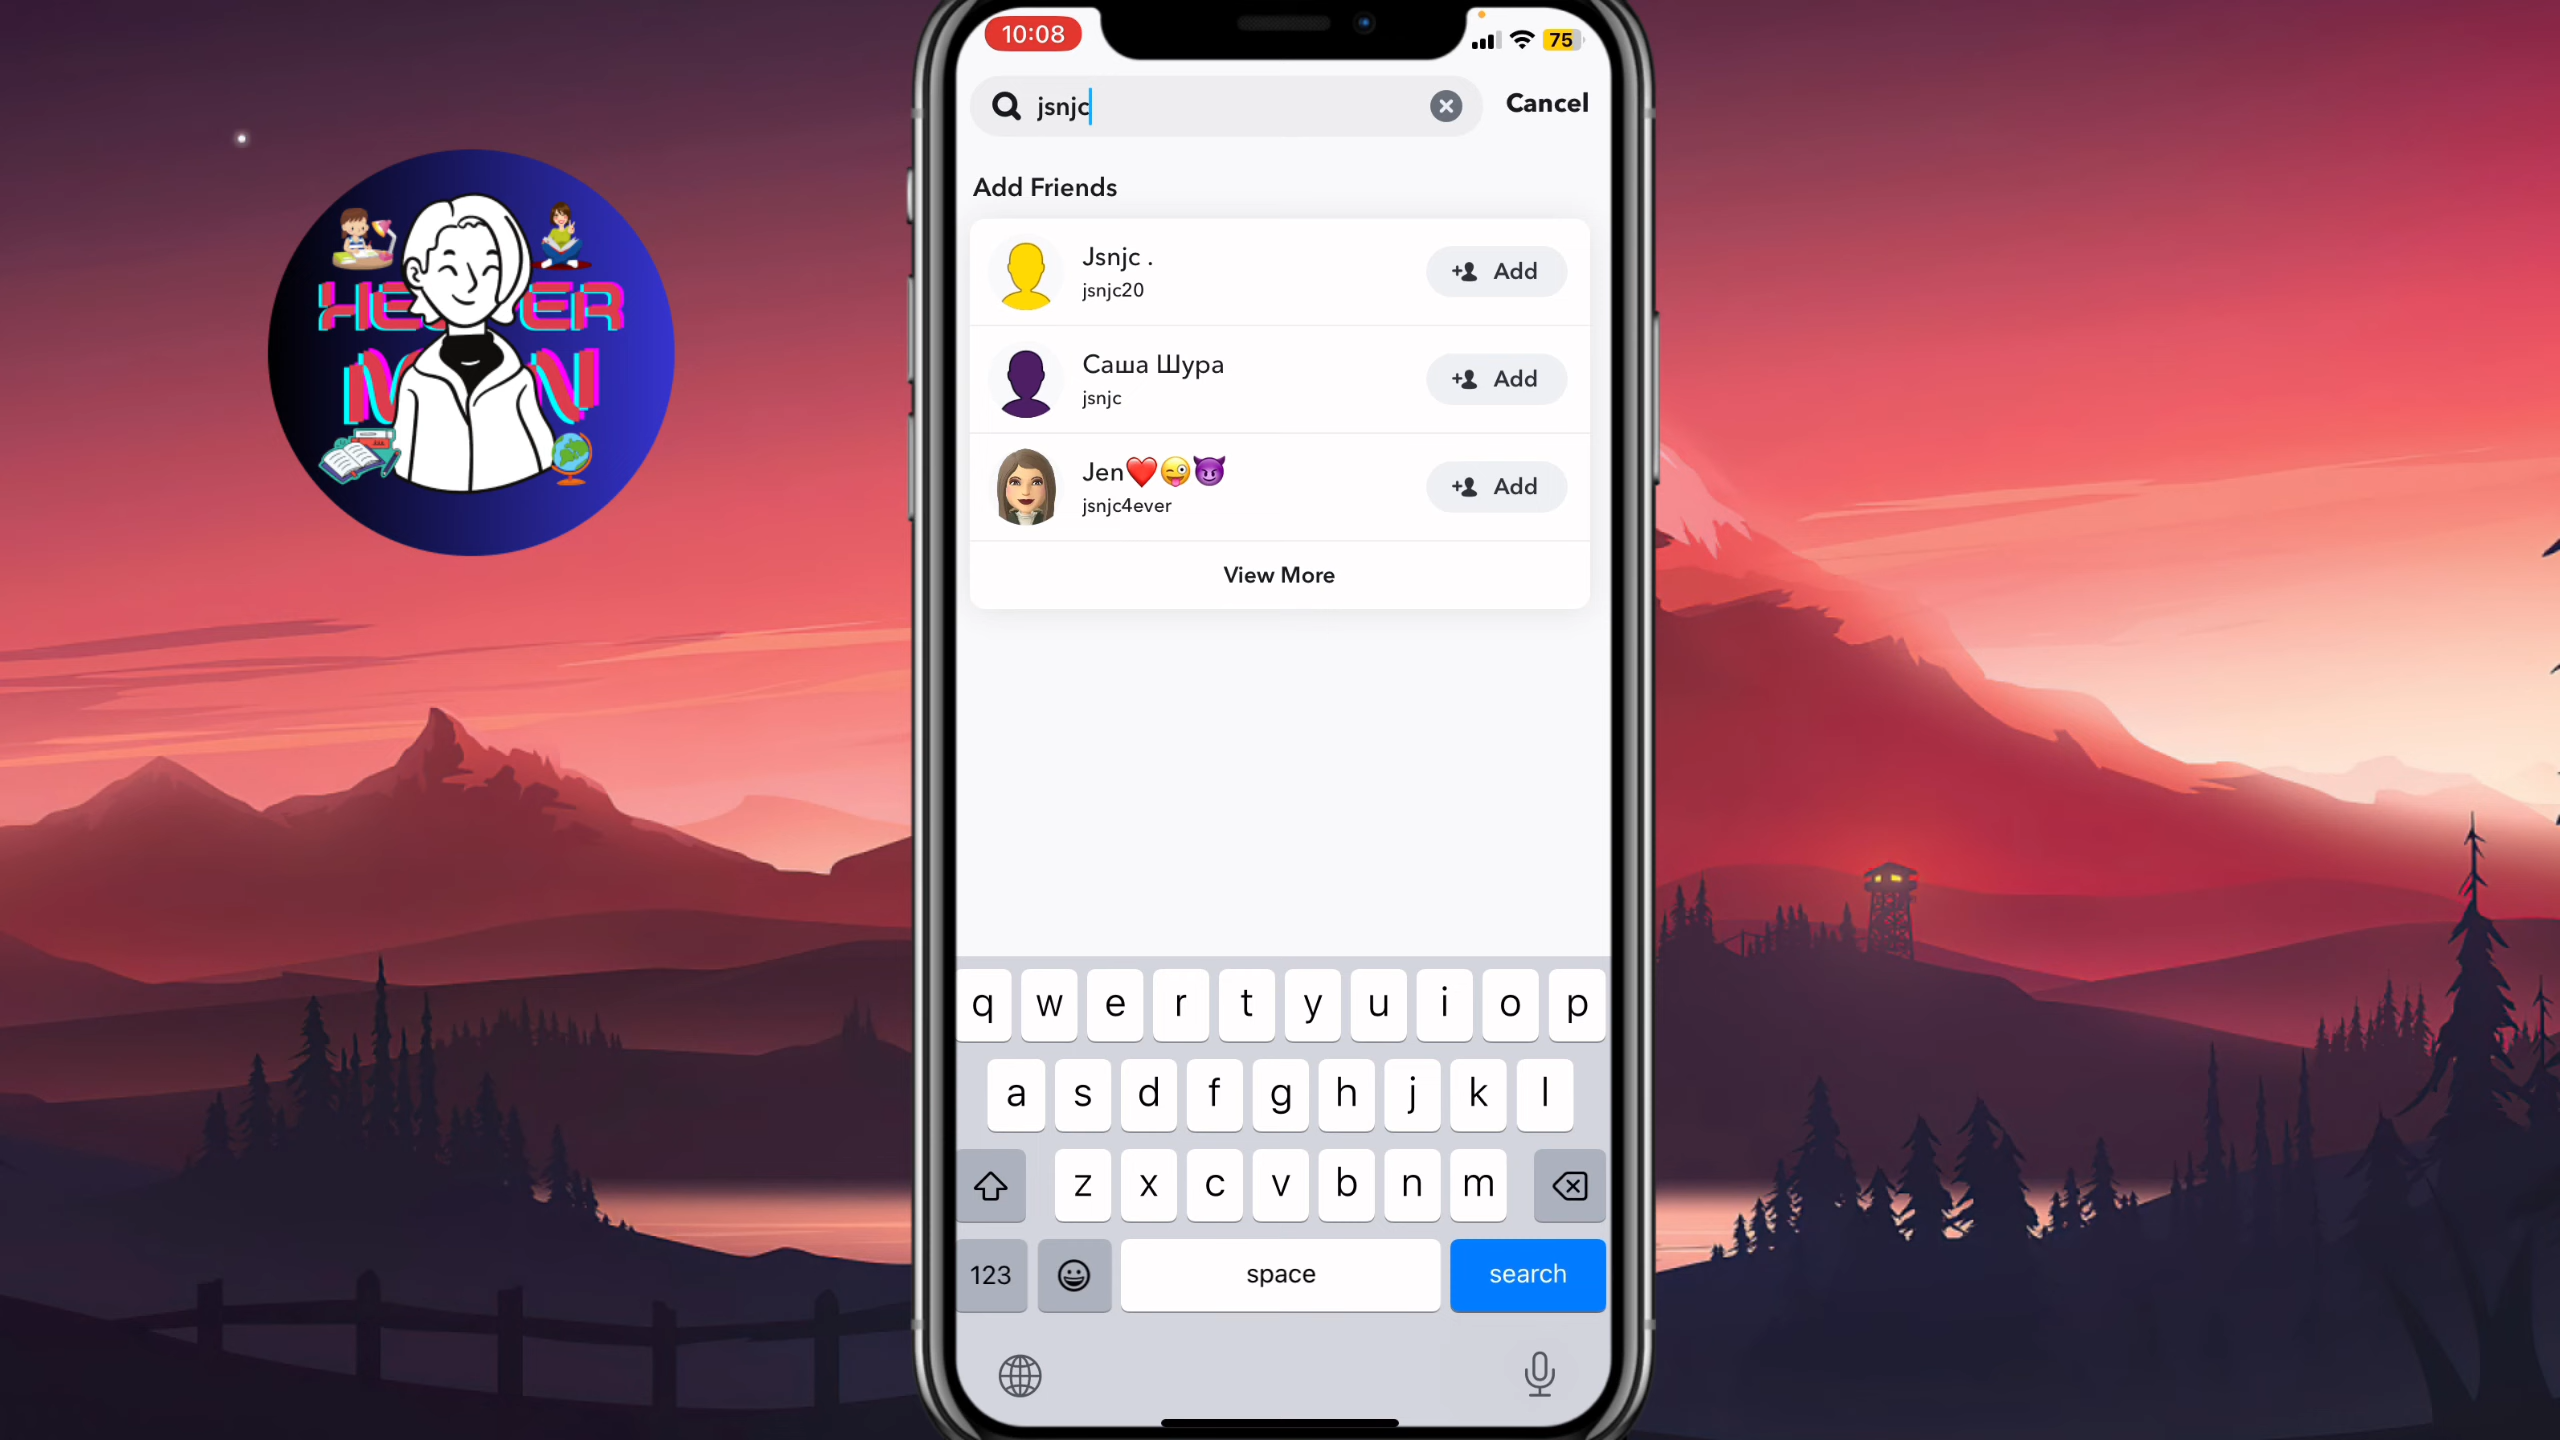 10:08
75
jsnjc
Cancel
Add Friends
Jsnjc .
jsnjc20
Add
Саша Шура
jsnjc
Add
Jen❤️😜😈
jsnjc4ever
Add
View More
q w e r t y u i o p
a s d f g h j k l
z x c v b n m
123
space
search